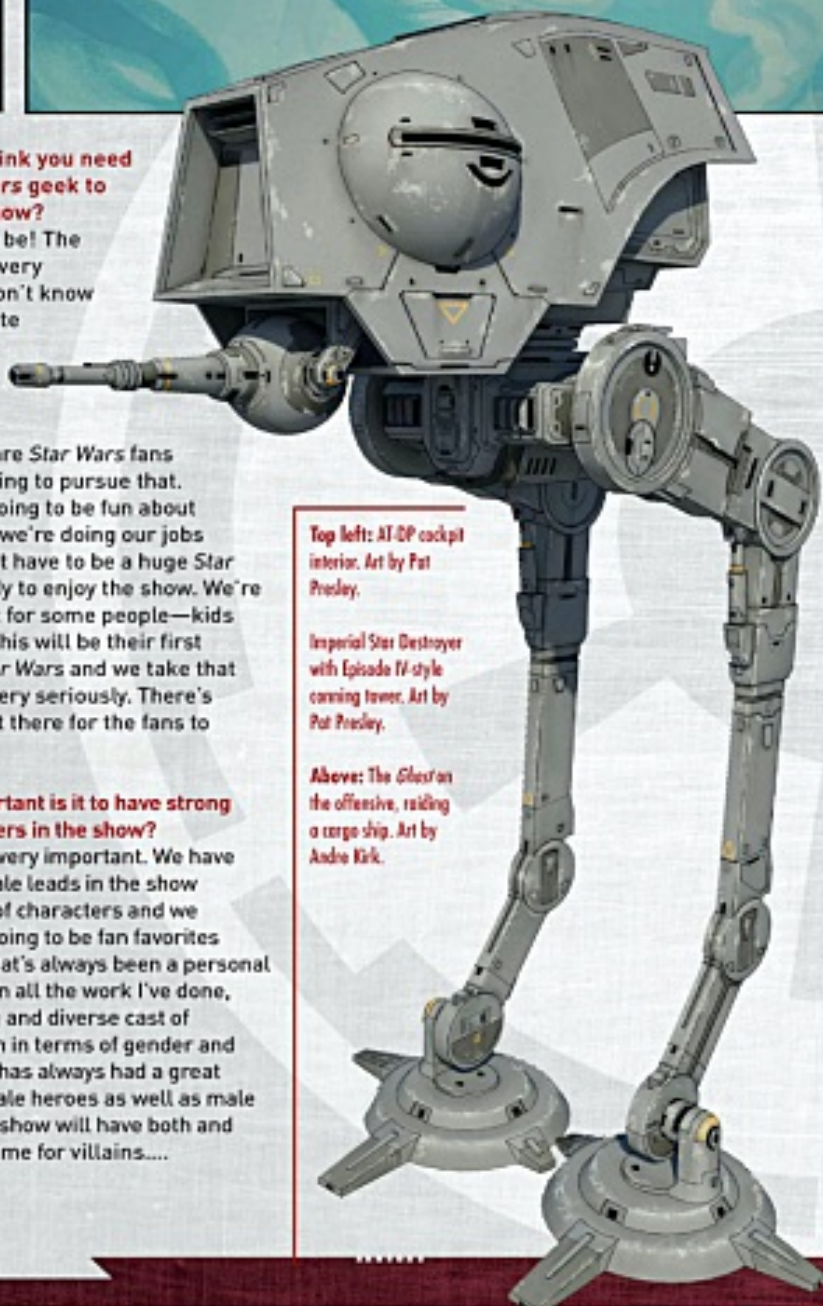 ink you need
rs geek to
ow?
be! The
very
on't know
te
are Star Wars fans
ing to pursue that.
oing to be fun about
we're doing our jobs
t have to be a huge Star
ly to enjoy the show. We're
for some people—kids
his will be their first
r Wars and we take that
ery seriously. There's
t there for the fans to
rtant is it to have strong
ers in the show?
very important. We have
ale leads in the show
of characters and we
oing to be fan favorites
at's always been a personal
n all the work I've done,
and diverse cast of
n in terms of gender and
has always had a great
ale heroes as well as male
show will have both and
me for villains....
Top left: AT-DP cockpit
interior. Art by Pat
Presley.
Imperial Star Destroyer
with Episode IV-style
conning tower. Art by
Pat Presley.
Above: The Ghost on
the offensive, raiding
a cargo ship. Art by
Andre Kirk.